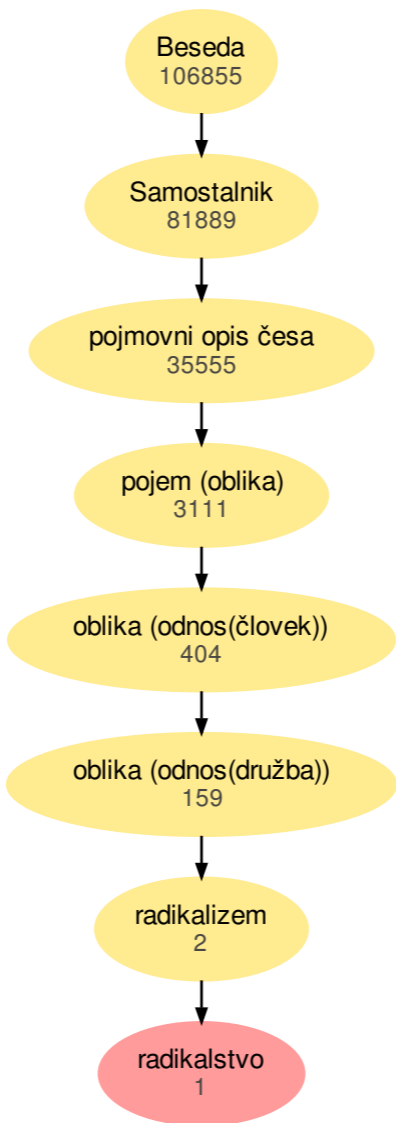 Beseda
106855
Samostalnik
81889
pojmovni opis česa
35555
pojem (oblika)
3111
oblika (odnos(človek))
404
oblika (odnos(družba))
159
radikalizem
2
radikalstvo
1